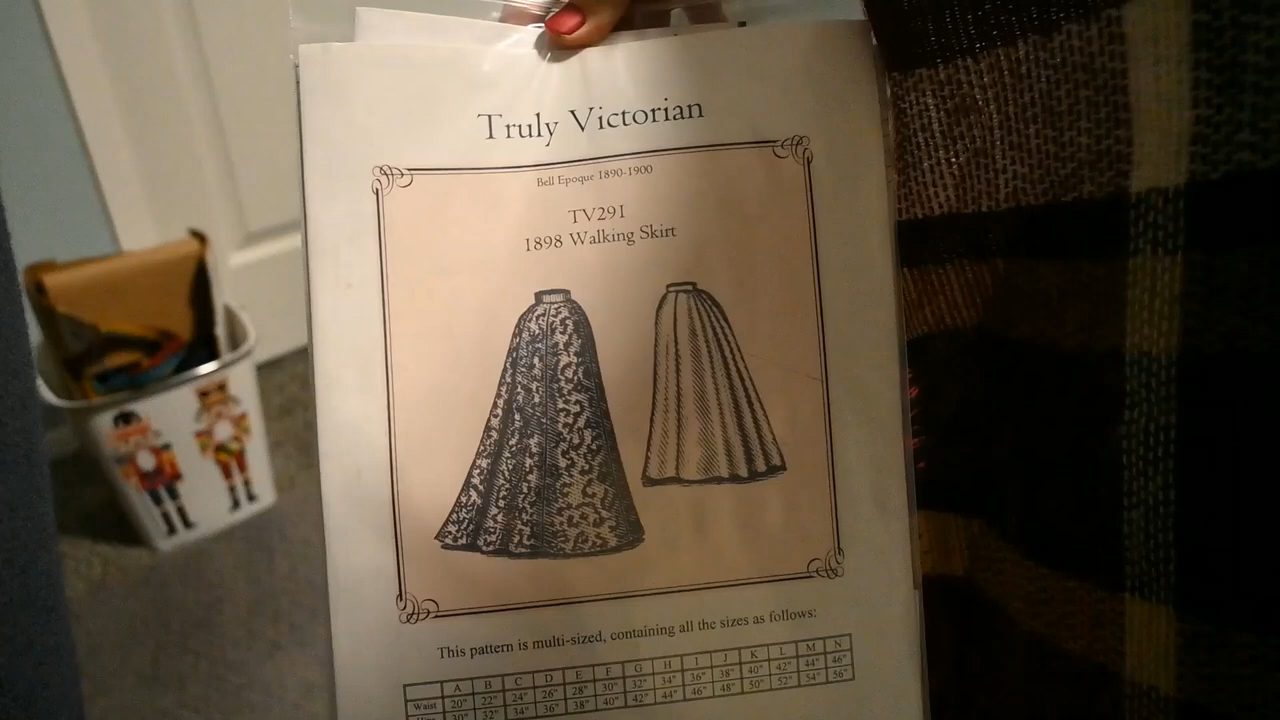 Truly Victorian
Bell Epoque 1890-1900
TV291
1898 Walking Skirt
This pattern is multi-sized, containing all the sizes as follows:
A B C D E F G H I J K L M N
Waist 20" 22" 24" 26" 28" 30" 32" 34" 36" 38" 40" 42" 44" 46"
30" 32" 34" 36" 38" 40" 42" 44" 46" 48" 50" 52" 54" 56"